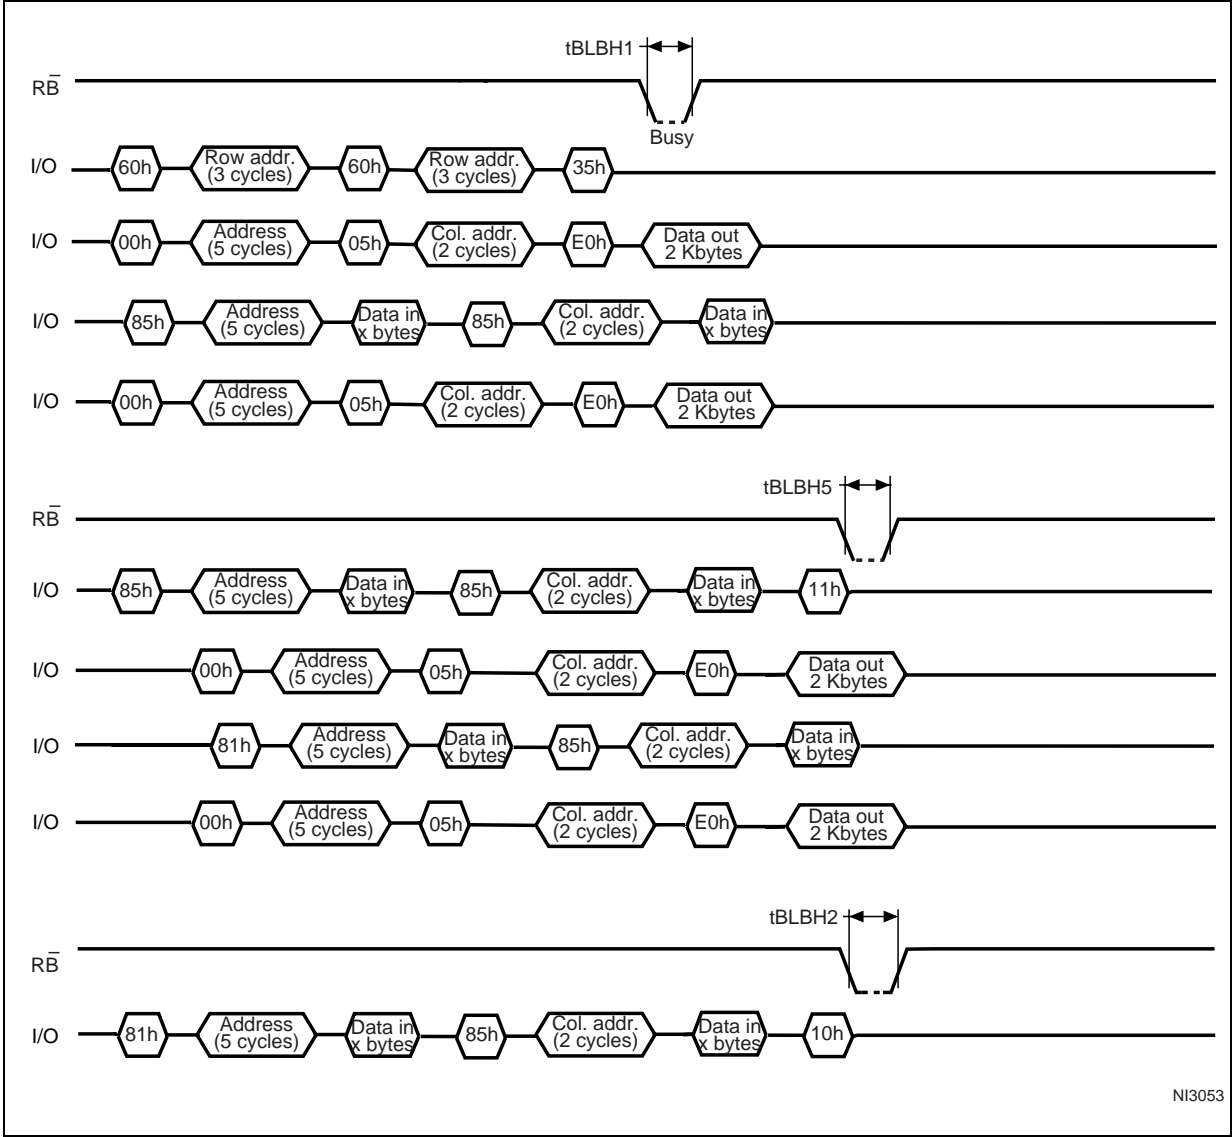 tBLBH1
RB̅
Busy
I/O 60h Row addr. (3 cycles) 60h Row addr. (3 cycles) 35h
I/O 00h Address (5 cycles) 05h Col. addr. (2 cycles) E0h Data out 2 Kbytes
I/O 85h Address (5 cycles) Data in x bytes 85h Col. addr. (2 cycles) Data in x bytes
I/O 00h Address (5 cycles) 05h Col. addr. (2 cycles) E0h Data out 2 Kbytes
tBLBH5
RB̅
I/O 85h Address (5 cycles) Data in x bytes 85h Col. addr. (2 cycles) Data in x bytes 11h
I/O 00h Address (5 cycles) 05h Col. addr. (2 cycles) E0h Data out 2 Kbytes
I/O 81h Address (5 cycles) Data in x bytes 85h Col. addr. (2 cycles) Data in x bytes
I/O 00h Address (5 cycles) 05h Col. addr. (2 cycles) E0h Data out 2 Kbytes
tBLBH2
RB̅
I/O 81h Address (5 cycles) Data in x bytes 85h Col. addr. (2 cycles) Data in x bytes 10h
NI3053